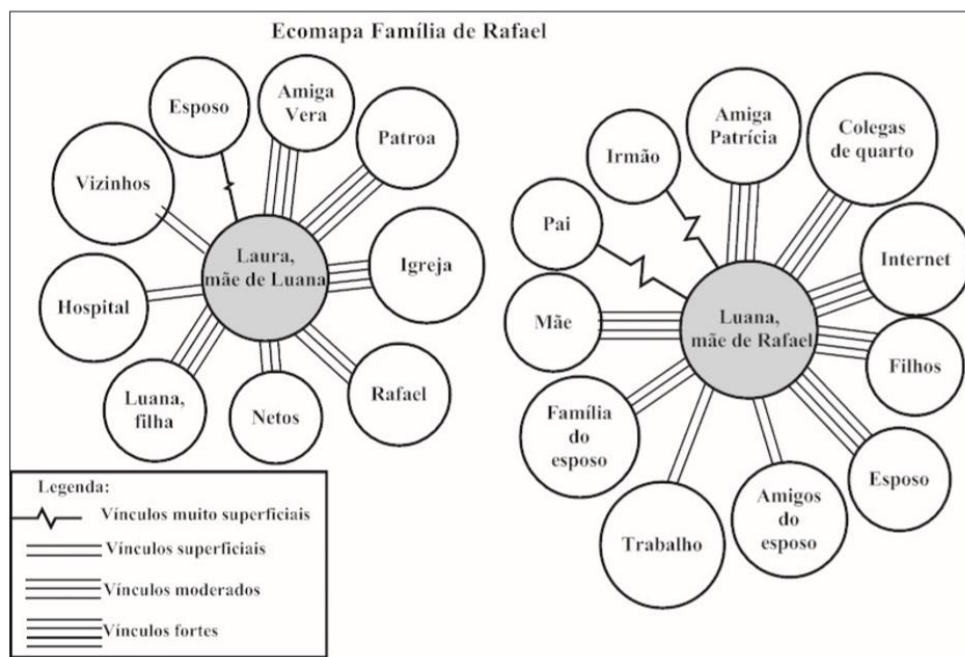 Ecomapa Família de Rafael
Esposo
Amiga
Vera
Patroa
Vizinhos
Laura,
mãe de Luana
Igreja
Hospital
Luana,
filha
Netos
Rafael
Irmão
Amiga
Patrícia
Colegas
de quarto
Pai
Internet
Mãe
Luana,
mãe de Rafael
Filhos
Família
do
esposo
Esposo
Trabalho
Amigos
do
esposo
Legenda:
Vínculos muito superficiais
Vínculos superficiais
Vínculos moderados
Vínculos fortes